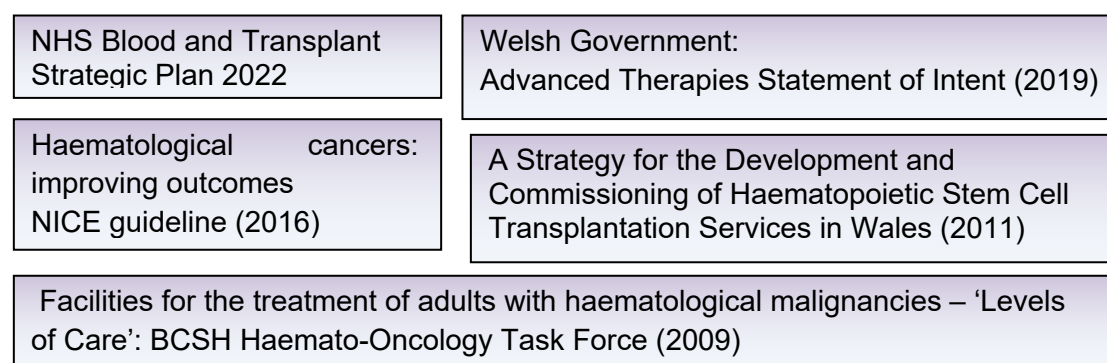 NHS Blood and Transplant
Strategic Plan 2022
Welsh Government:
Advanced Therapies Statement of Intent (2019)
Haematological cancers:
improving outcomes
NICE guideline (2016)
A Strategy for the Development and
Commissioning of Haematopoietic Stem Cell
Transplantation Services in Wales (2011)
Facilities for the treatment of adults with haematological malignancies – ‘Levels
of Care’: BCSH Haemato-Oncology Task Force (2009)